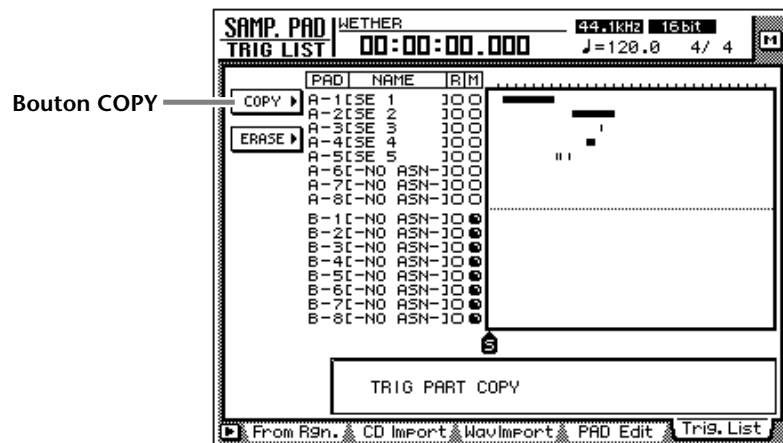 SAMP. PAD WETHER 44.1kHz 16bit M
TRIG LIST 00:00:00.000 ♩=120.0 4/ 4
PAD NAME R M
Bouton COPY
COPY
ERASE
A-1[SE 1 ]
A-2[SE 2 ]
A-3[SE 3 ]
A-4[SE 4 ]
A-5[SE 5 ]
A-6[-NO ASN-]
A-7[-NO ASN-]
A-8[-NO ASN-]
B-1[-NO ASN-]
B-2[-NO ASN-]
B-3[-NO ASN-]
B-4[-NO ASN-]
B-5[-NO ASN-]
B-6[-NO ASN-]
B-7[-NO ASN-]
B-8[-NO ASN-]
S
TRIG PART COPY
From Rgn. CD Import WavImport PAD Edit Trig. List